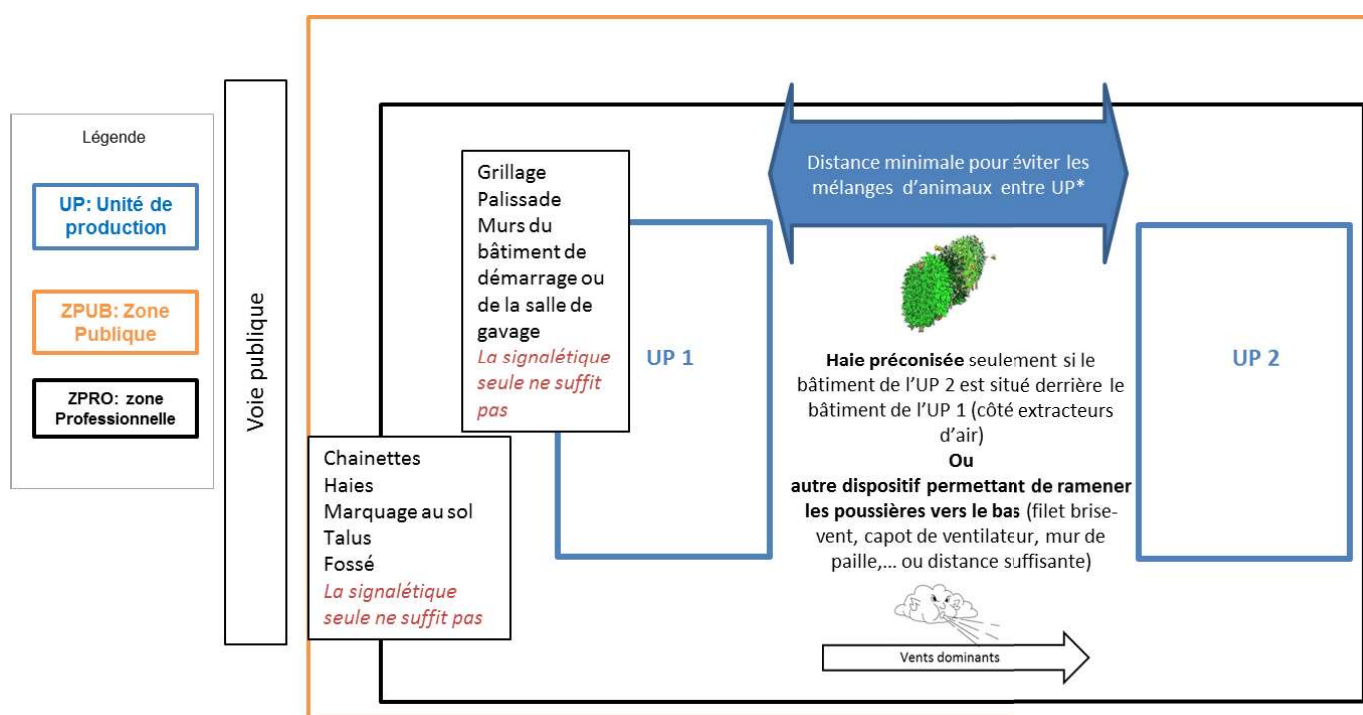 Légende
UP: Unité de
production
ZPUB: Zone
Publique
ZPRO: zone
Professionnelle
Voie publique
Grillage
Palissade
Murs du
bâtiment de
démarrage ou
de la salle de
gavage
La signalétique
seule ne suffit
pas
Chainettes
Haies
Marquage au sol
Talus
Fossé
La signalétique
seule ne suffit pas
UP 1
Distance minimale pour éviter les
mélanges d'animaux entre UP*
Haie préconisée seulement si le
bâtiment de l'UP 2 est situé derrière le
bâtiment de l'UP 1 (côté extracteurs
d'air)
Ou
autre dispositif permettant de ramener
les poussières vers le bas (filet brise-
vent, capot de ventilateur, mur de
paille,... ou distance suffisante)
Vents dominants
UP 2